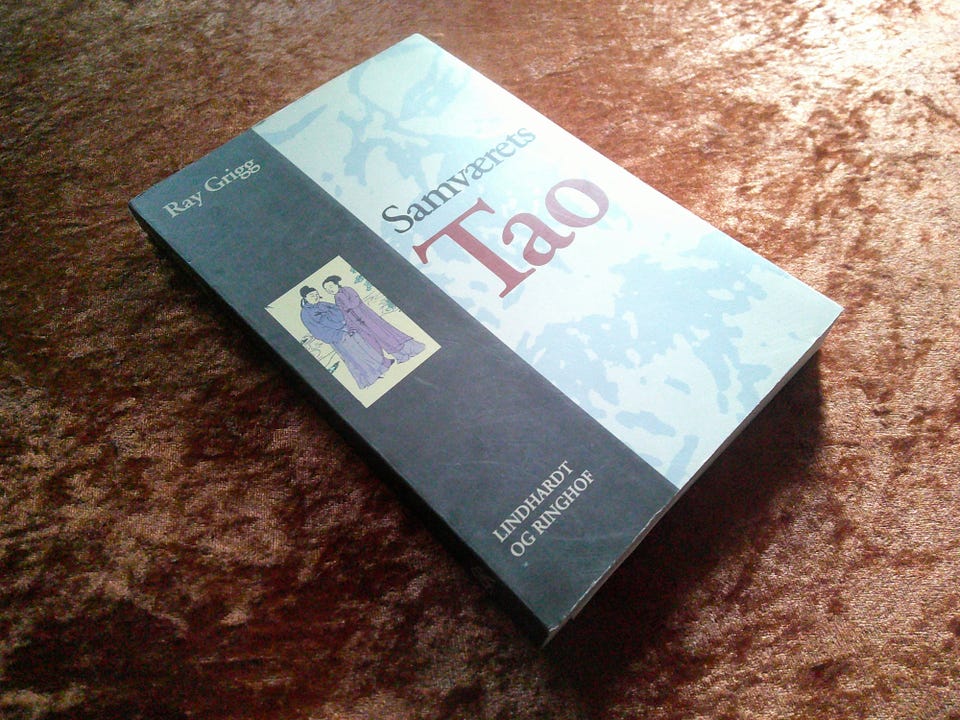 Ray Grigg
Samværets
Tao
LINDHARDT
OG RINGHOF